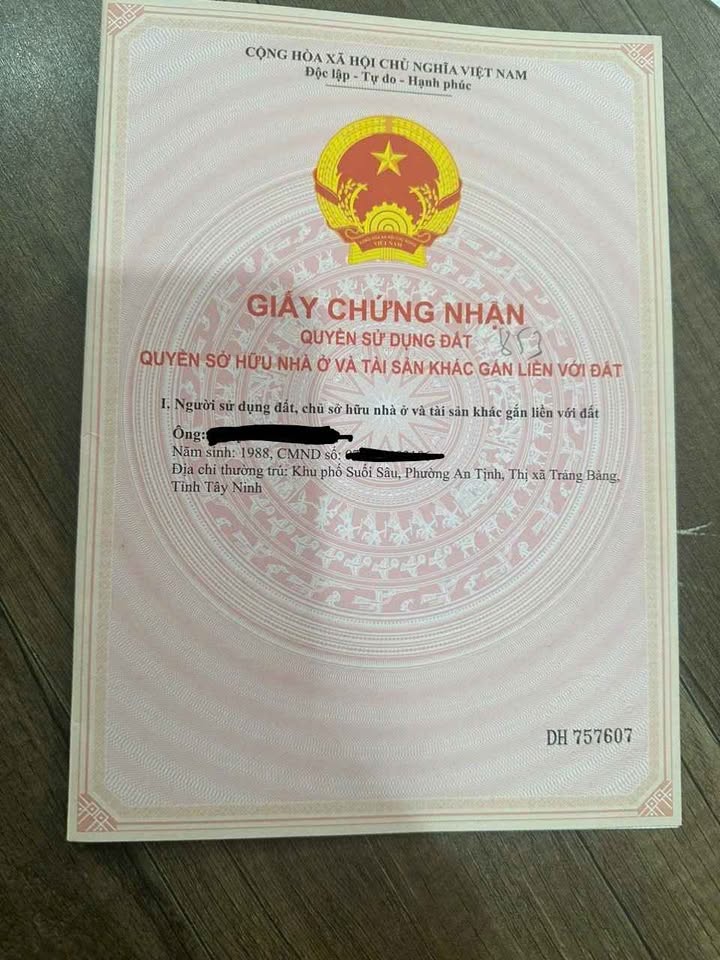 CỘNG HÒA XÃ HỘI CHỦ NGHĨA VIỆT NAM
Độc lập - Tự do - Hạnh phúc
VIỆT NAM
GIẤY CHỨNG NHẬN
QUYỀN SỬ DỤNG ĐẤT
853
QUYỀN SỞ HỮU NHÀ Ở VÀ TÀI SẢN KHÁC GẮN LIỀN VỚI ĐẤT
I. Người sử dụng đất, chủ sở hữu nhà ở và tài sản khác gắn liền với đất
Ông:
Năm sinh: 1988, CMND số:
Địa chỉ thường trú: Khu phố Suối Sâu, Phường An Tịnh, Thị xã Trảng Bàng,
Tỉnh Tây Ninh
DH 757607